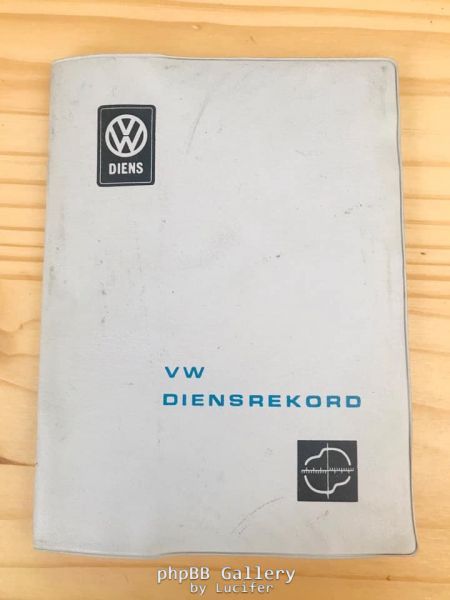 VW
DIENS
VW
DIENSREKORD
phpBB Gallery
by Lucifer